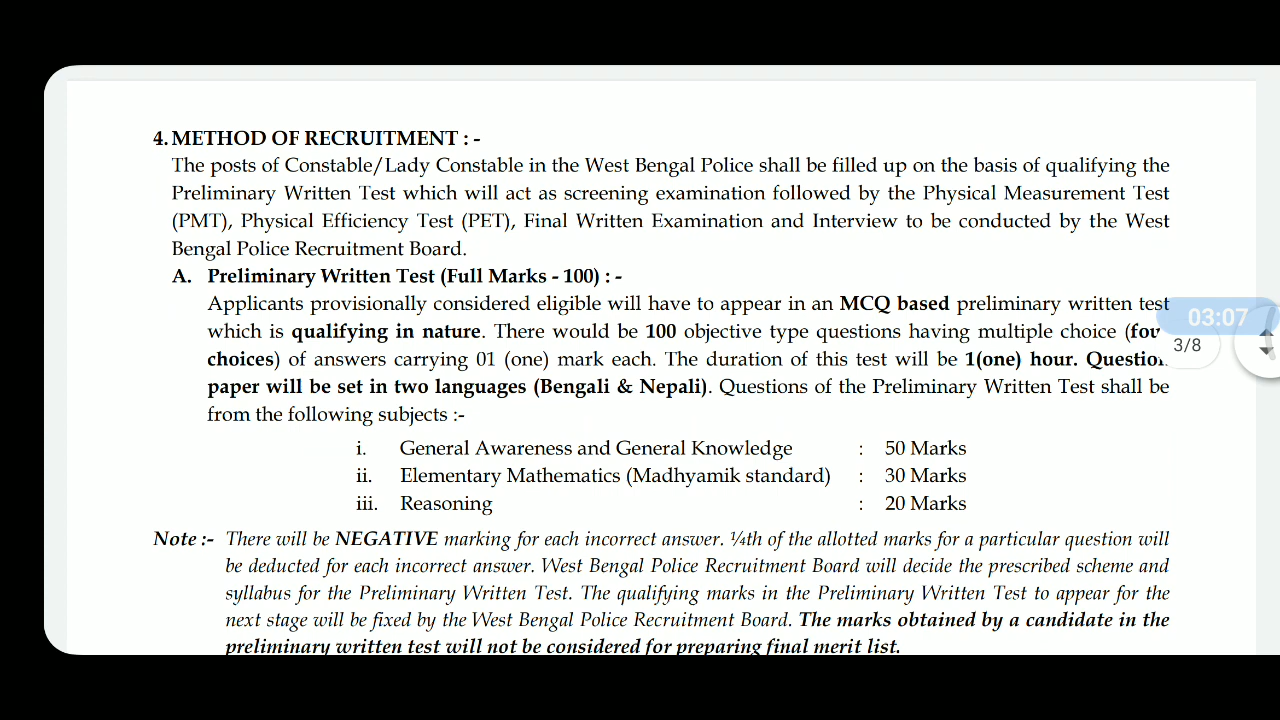 4. METHOD OF RECRUITMENT : -
The posts of Constable/Lady Constable in the West Bengal Police shall be filled up on the basis of qualifying the
Preliminary Written Test which will act as screening examination followed by the Physical Measurement Test
(PMT), Physical Efficiency Test (PET), Final Written Examination and Interview to be conducted by the West
Bengal Police Recruitment Board.
A. Preliminary Written Test (Full Marks - 100) : -
Applicants provisionally considered eligible will have to appear in an MCQ based preliminary written test
which is qualifying in nature. There would be 100 objective type questions having multiple choice (four
choices) of answers carrying 01 (one) mark each. The duration of this test will be 1(one) hour. Question
paper will be set in two languages (Bengali & Nepali). Questions of the Preliminary Written Test shall be
from the following subjects :-
i. General Awareness and General Knowledge : 50 Marks
ii. Elementary Mathematics (Madhyamik standard) : 30 Marks
iii. Reasoning : 20 Marks
Note :- There will be NEGATIVE marking for each incorrect answer. ¼th of the allotted marks for a particular question will
be deducted for each incorrect answer. West Bengal Police Recruitment Board will decide the prescribed scheme and
syllabus for the Preliminary Written Test. The qualifying marks in the Preliminary Written Test to appear for the
next stage will be fixed by the West Bengal Police Recruitment Board. The marks obtained by a candidate in the
preliminary written test will not be considered for preparing final merit list.
03:07
3/8